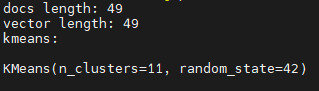 docs length: 49
vector length: 49
kmeans:
KMeans(n_clusters=11, random_state=42)